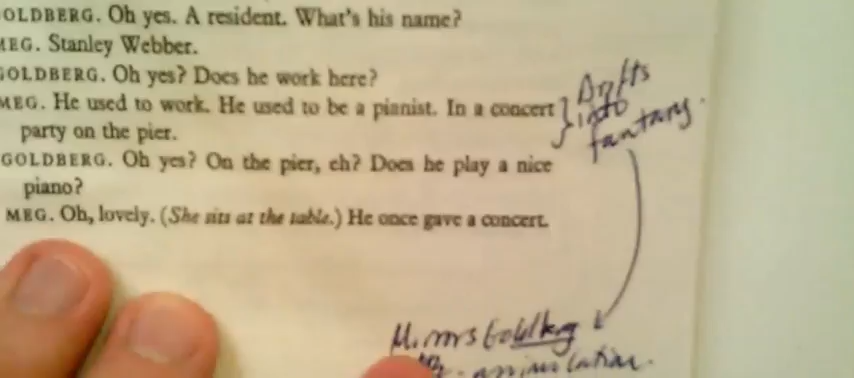 OLDBERG. Oh yes. A resident. What's his name?
MEG. Stanley Webber.
GOLDBERG. Oh yes? Does he work here?
MEG. He used to work. He used to be a pianist. In a concert
party on the pier.
GOLDBERG. Oh yes? On the pier, eh? Does he play a nice
piano?
MEG. Oh, lovely. (She sits at the table.) He once gave a concert.
Drifts
into
fantasy.
Mirrors Goldberg